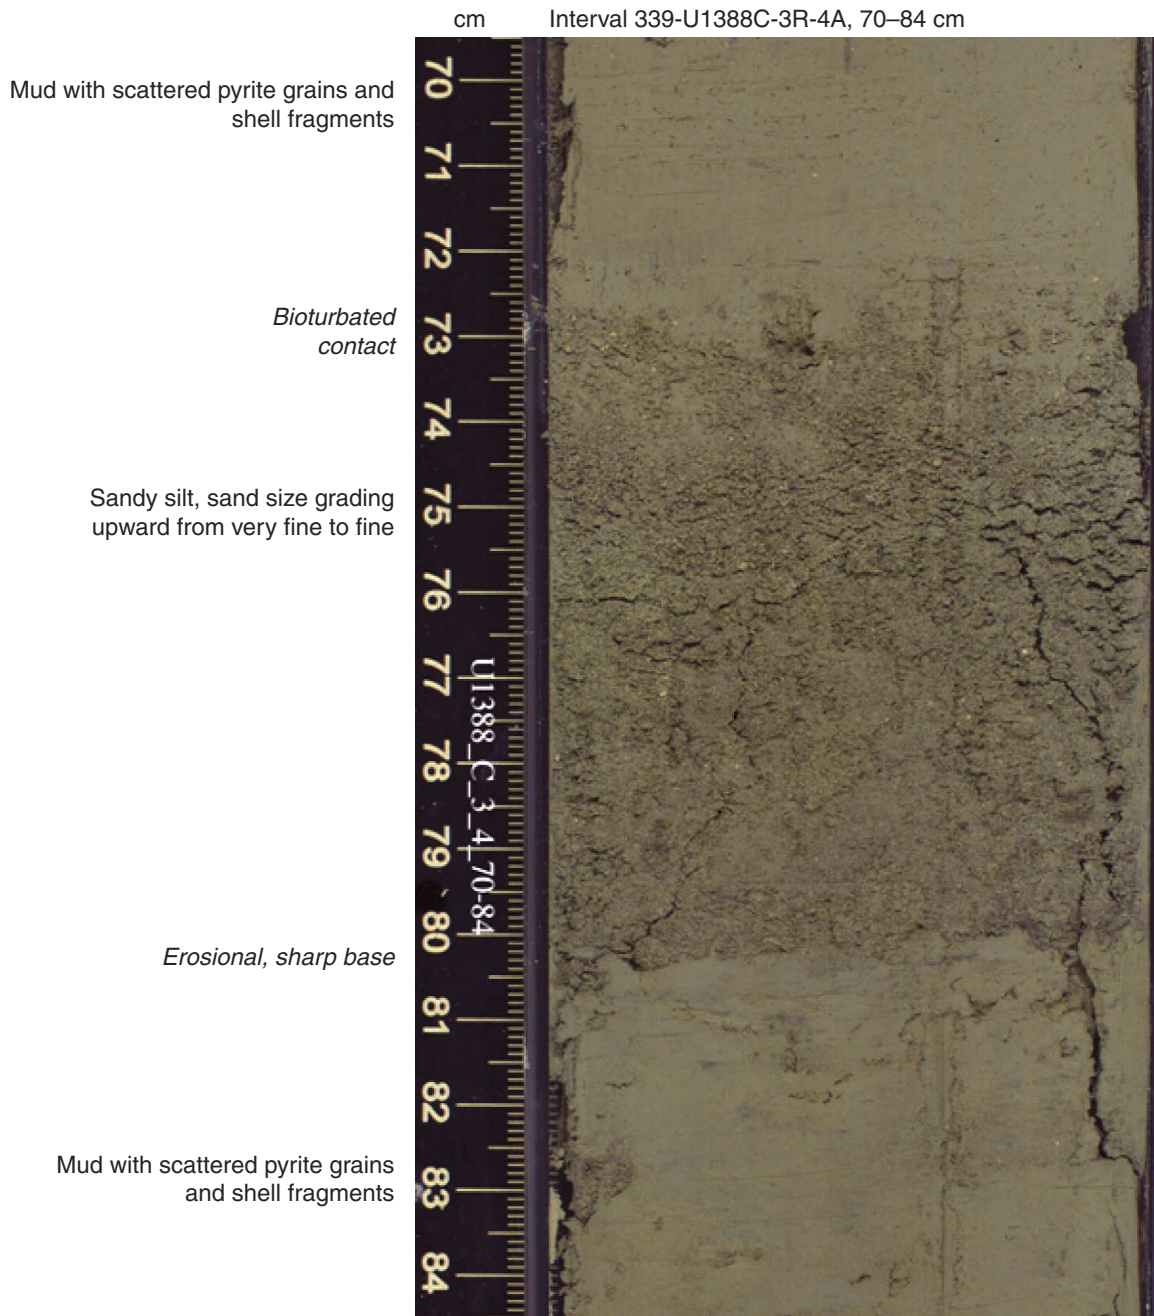 cm
Interval 339-U1388C-3R-4A, 70–84 cm
Mud with scattered pyrite grains and
shell fragments
Bioturbated
contact
Sandy silt, sand size grading
upward from very fine to fine
Erosional, sharp base
Mud with scattered pyrite grains
and shell fragments
70
71
72
73
74
75
76
77
78
79
80
81
82
83
84
U1388_C_3_4_70-84